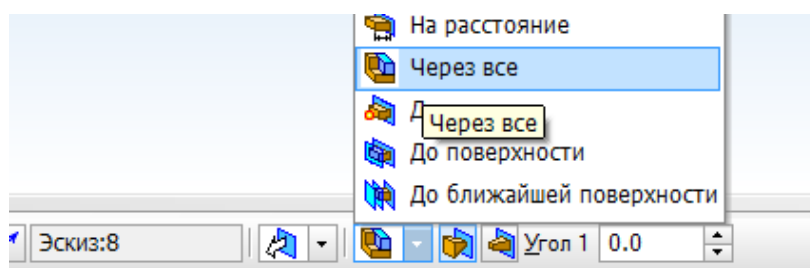 На расстояние
Через все
Д
Через все
До поверхности
До ближайшей поверхности
Эскиз:8 Угол 1 0.0